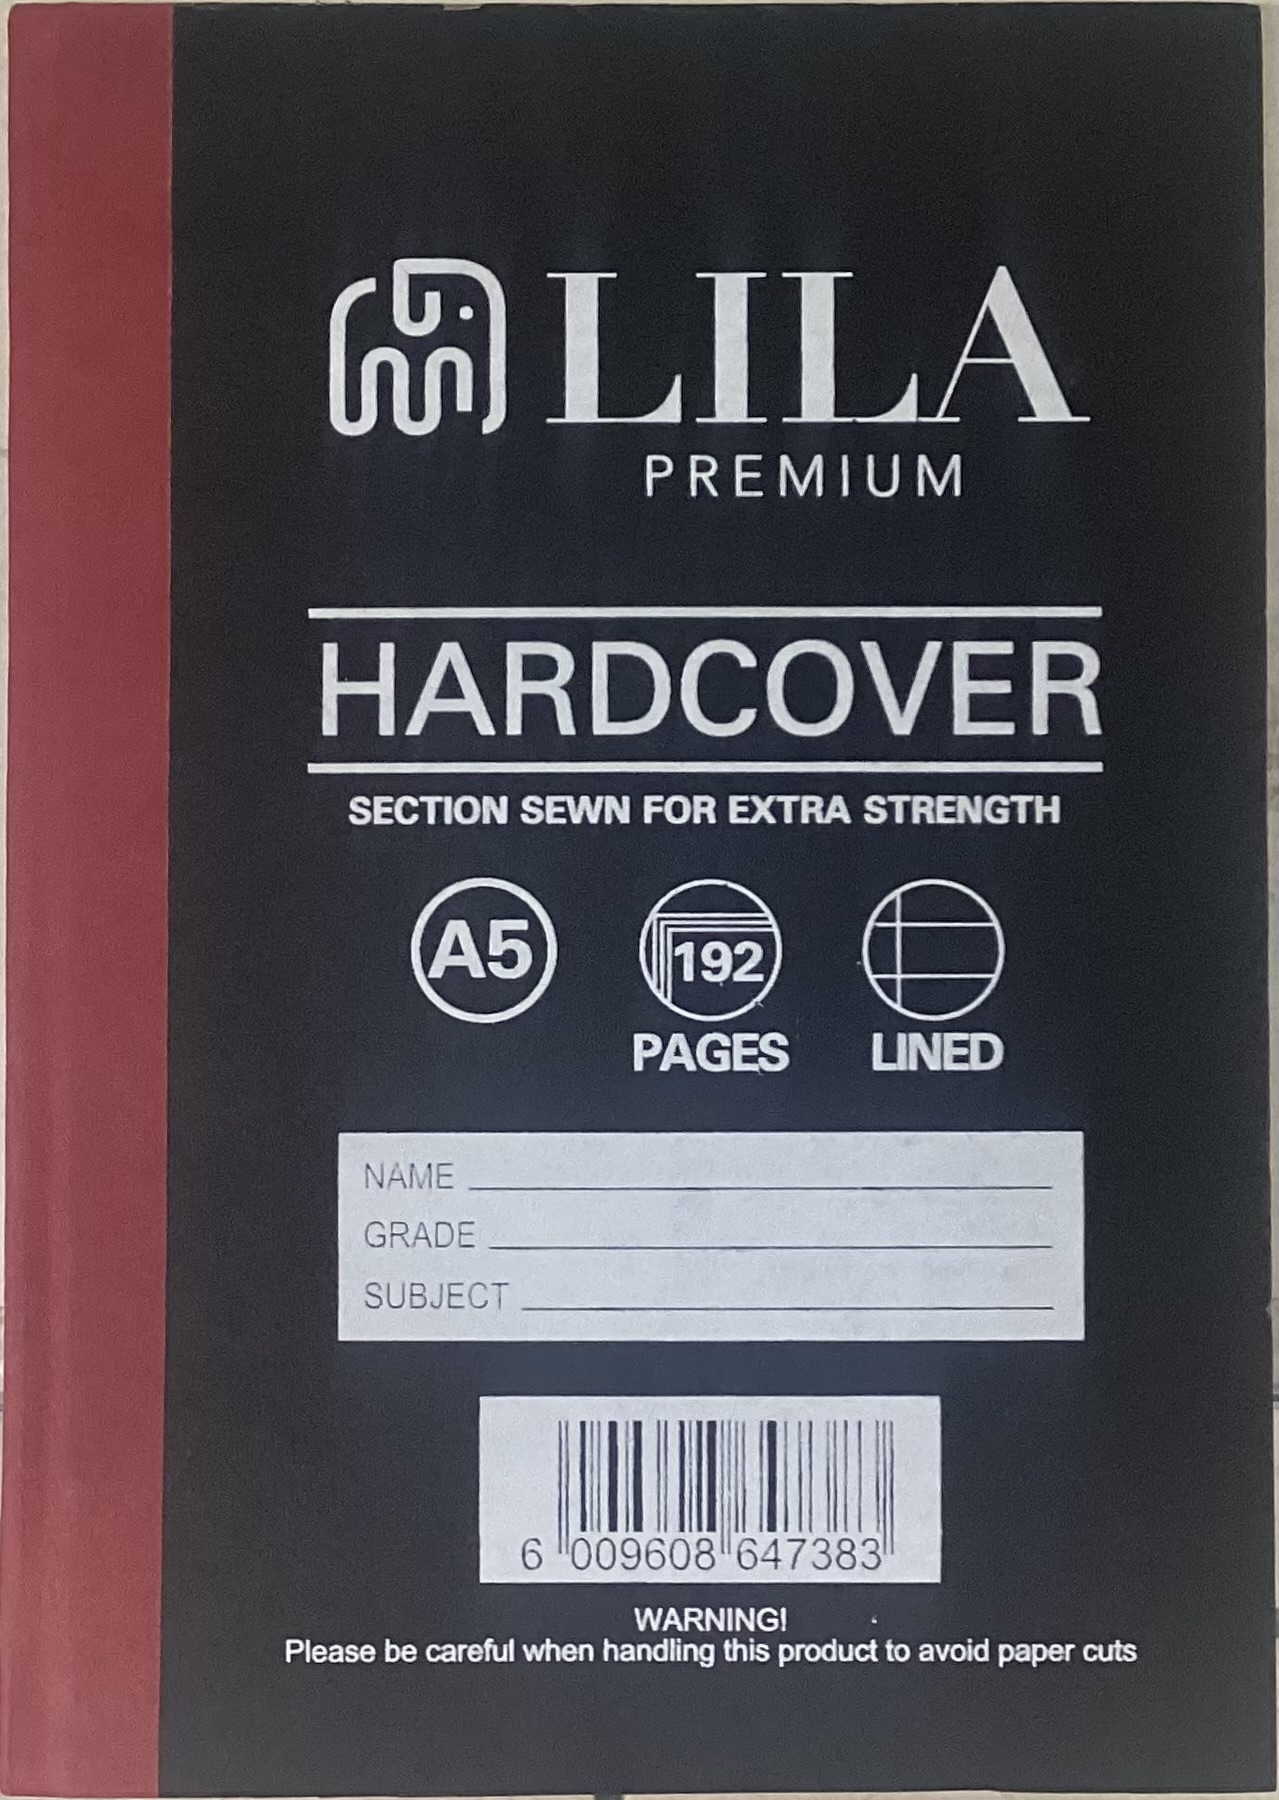 LILA
PREMIUM
HARDCOVER
SECTION SEWN FOR EXTRA STRENGTH
A5
192
PAGES
LINED
NAME
GRADE
SUBJECT
6 009608 647383
WARNING!
Please be careful when handling this product to avoid paper cuts